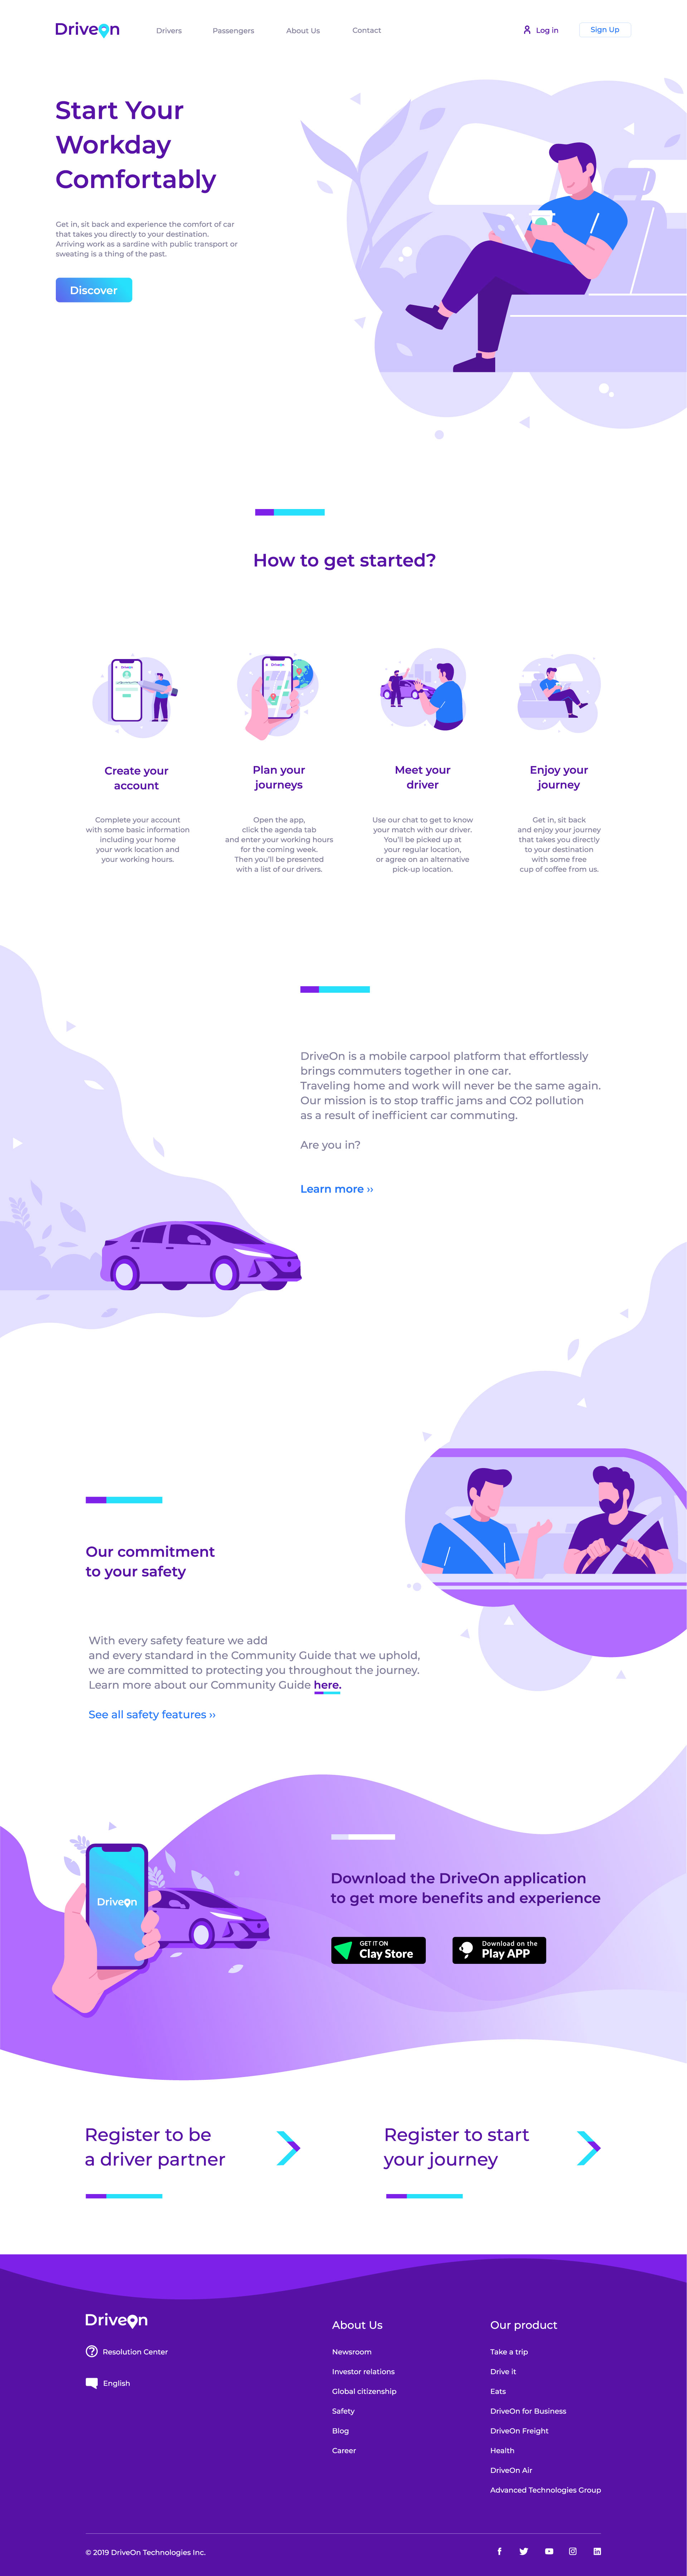 DriveOn
Drivers
Passengers
About Us
Contact
Log in
Sign Up
Start Your
Workday
Comfortably
Get in, sit back and experience the comfort of car
that takes you directly to your destination.
Arriving work as a sardine with public transport or
sweating is a thing of the past.
Discover
How to get started?
DriveOn
DriveOn
Create your
account
Complete your account
with some basic information
including your home
your work location and
your working hours.
Plan your
journeys
Open the app,
click the agenda tab
and enter your working hours
for the coming week.
Then you'll be presented
with a list of our drivers.
Meet your
driver
Use our chat to get to know
your match with our driver.
You'll be picked up at
your regular location,
or agree on an alternative
pick-up location.
Enjoy your
journey
Get in, sit back
and enjoy your journey
that takes you directly
to your destination
with some free
cup of coffee from us.
DriveOn is a mobile carpool platform that effortlessly
brings commuters together in one car.
Traveling home and work will never be the same again.
Our mission is to stop traffic jams and CO2 pollution
as a result of inefficient car commuting.
Are you in?
Learn more ››
Our commitment
to your safety
With every safety feature we add
and every standard in the Community Guide that we uphold,
we are committed to protecting you throughout the journey.
Learn more about our Community Guide here.
See all safety features ››
DriveOn
Download the DriveOn application
to get more benefits and experience
GET IT ON
Clay Store
Download on the
Play APP
Register to be
a driver partner
Register to start
your journey
DriveOn
Resolution Center
English
About Us
Newsroom
Investor relations
Global citizenship
Safety
Blog
Career
Our product
Take a trip
Drive it
Eats
DriveOn for Business
DriveOn Freight
Health
DriveOn Air
Advanced Technologies Group
© 2019 DriveOn Technologies Inc.